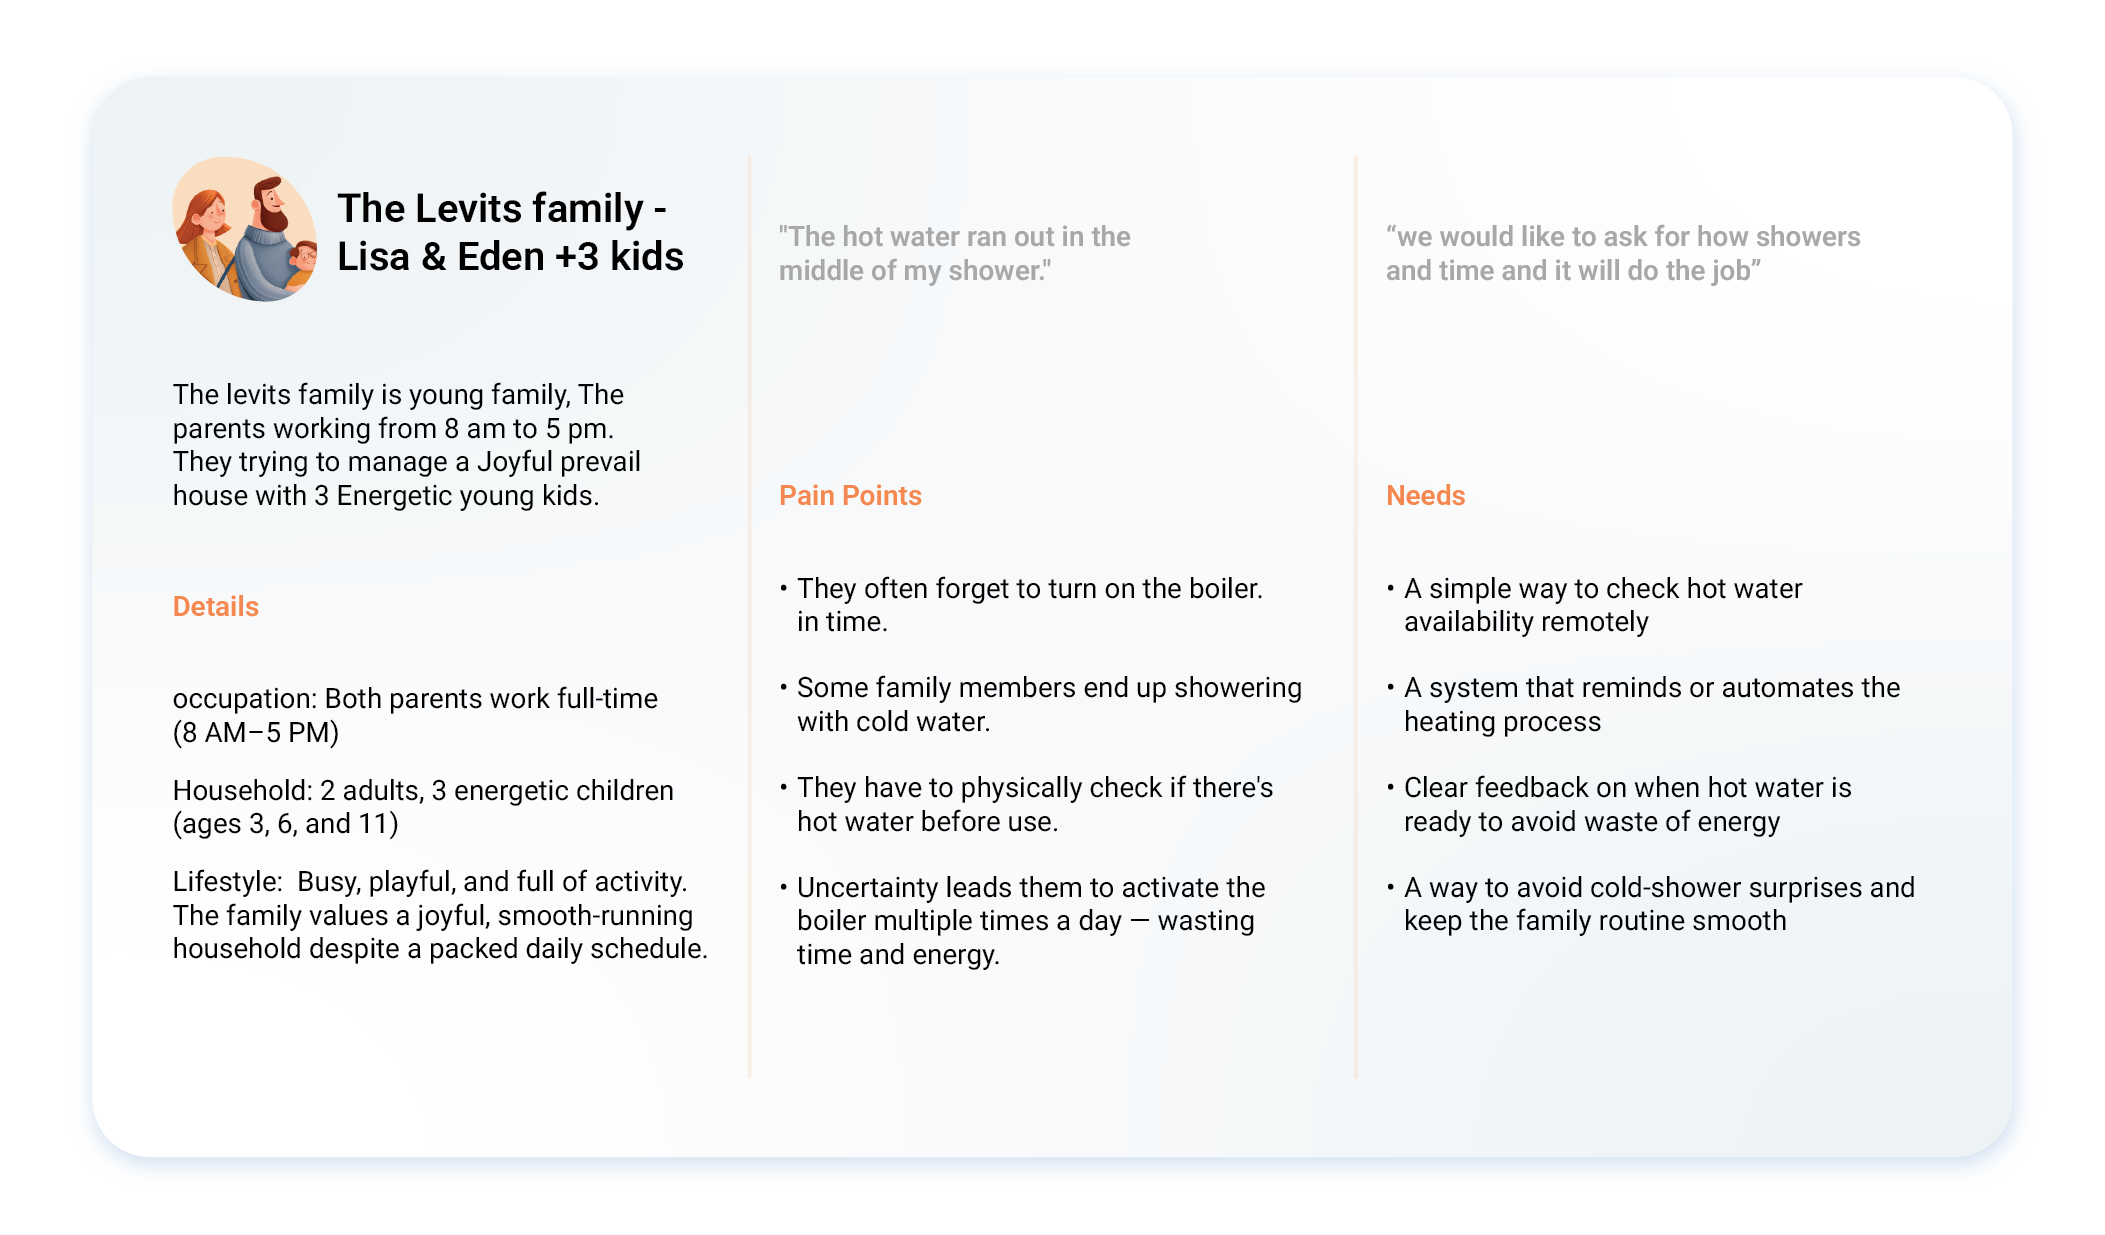 The Levits family -
Lisa & Eden +3 kids
The levits family is young family, The
parents working from 8 am to 5 pm.
They trying to manage a Joyful prevail
house with 3 Energetic young kids.
Details
occupation: Both parents work full-time
(8 AM–5 PM)
Household: 2 adults, 3 energetic children
(ages 3, 6, and 11)
Lifestyle:  Busy, playful, and full of activity.
The family values a joyful, smooth-running
household despite a packed daily schedule.
"The hot water ran out in the
middle of my shower."
Pain Points
• They often forget to turn on the boiler.
in time.
• Some family members end up showering
with cold water.
• They have to physically check if there's
hot water before use.
• Uncertainty leads them to activate the
boiler multiple times a day — wasting
time and energy.
“we would like to ask for how showers
and time and it will do the job”
Needs
• A simple way to check hot water
availability remotely
• A system that reminds or automates the
heating process
• Clear feedback on when hot water is
ready to avoid waste of energy
• A way to avoid cold-shower surprises and
keep the family routine smooth